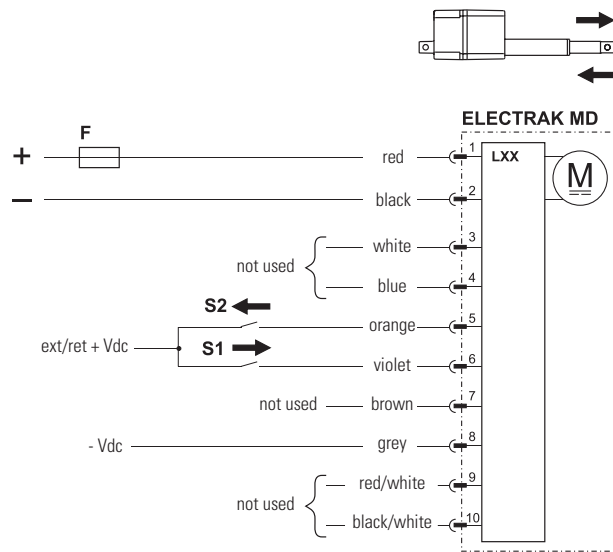 ELECTRAK MD
F
+ red 1 LXX
M
− black 2
white 3
not used
blue 4
S2
orange 5
ext/ret + Vdc
S1
violet 6
not used brown 7
- Vdc grey 8
red/white 9
not used
black/white 10